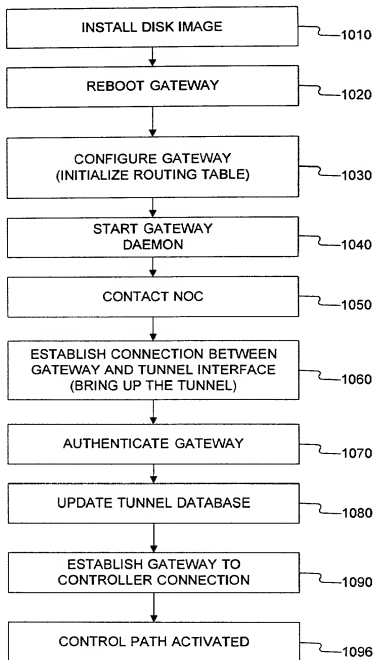 INSTALL DISK IMAGE
1010
REBOOT GATEWAY
1020
CONFIGURE GATEWAY
(INITIALIZE ROUTING TABLE)
1030
START GATEWAY
DAEMON
1040
CONTACT NOC
1050
ESTABLISH CONNECTION BETWEEN
GATEWAY AND TUNNEL INTERFACE
(BRING UP THE TUNNEL)
1060
AUTHENTICATE GATEWAY
1070
UPDATE TUNNEL DATABASE
1080
ESTABLISH GATEWAY TO
CONTROLLER CONNECTION
1090
CONTROL PATH ACTIVATED
1096